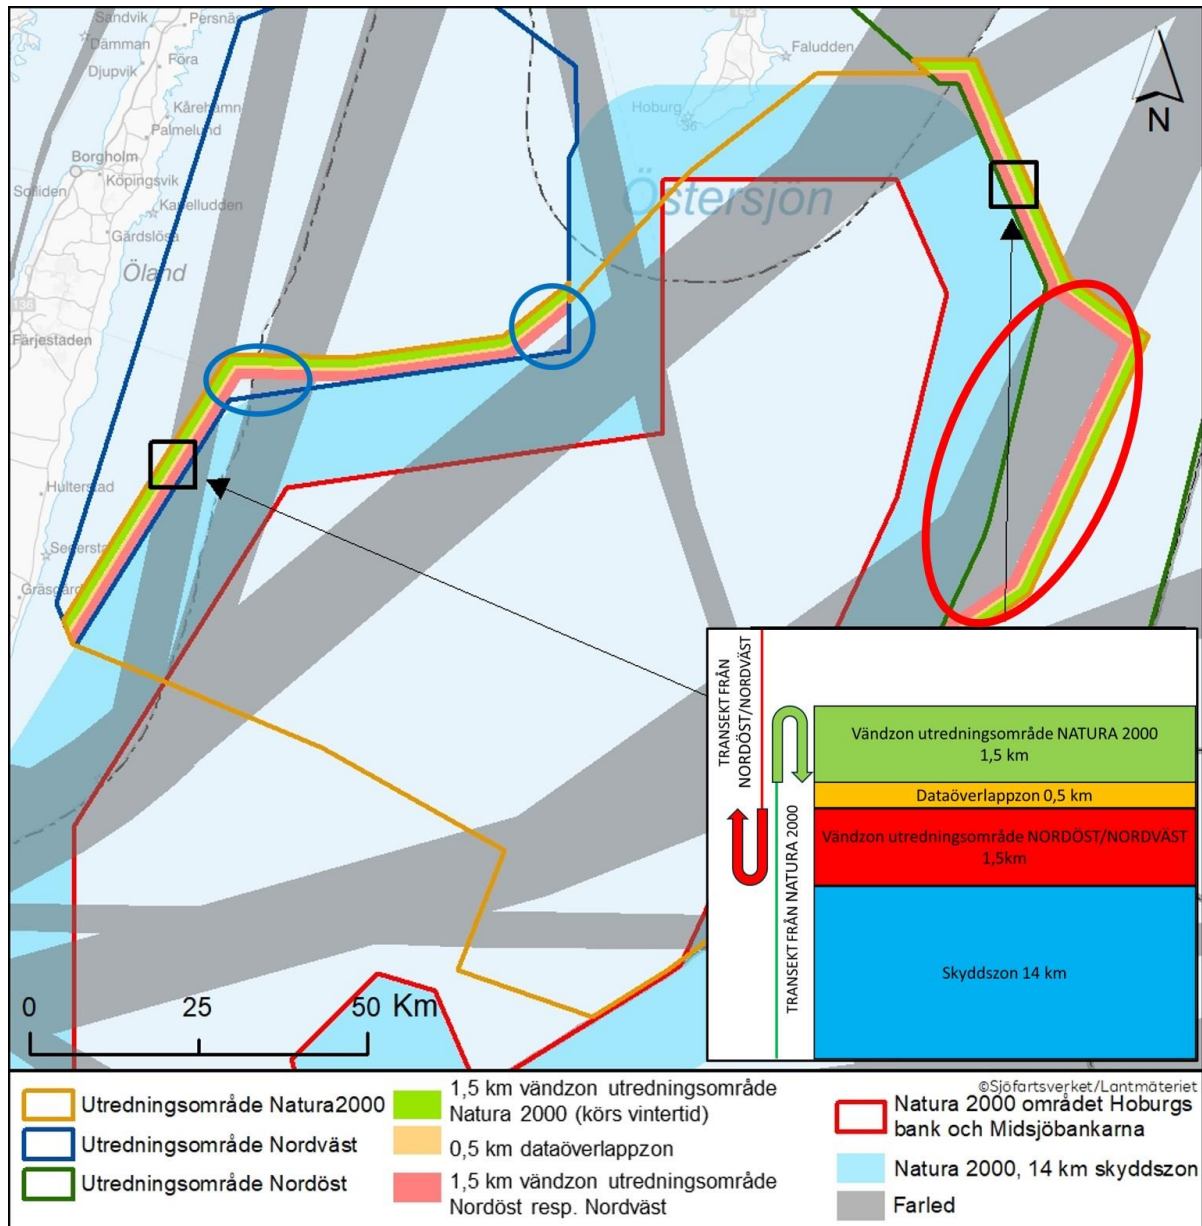 Sandvik
Persnäs
Dämman
Föra
Djupvik
Kårehamn
Palmelund
Borgholm
Köpingsvik
Solliden
Kapelludden
Gärdslösa
Öland
136
Färjestaden
Hulterstad
Segersta
Gräsgård
Faludden
Hoburg
36
Östersjön
N
TRANSEKT FRÅN
NORDÖST/NORDVÄST
TRANSEKT FRÅN NATURA 2000
Vändzon utredningsområde NATURA 2000
1,5 km
Dataöverlappzon 0,5 km
Vändzon utredningsområde NORDÖST/NORDVÄST
1,5km
Skyddszon 14 km
0 25 50 Km
©Sjöfartsverket/Lantmäteriet
Utredningsområde Natura2000
Utredningsområde Nordväst
Utredningsområde Nordöst
1,5 km vändzon utredningsområde
Natura 2000 (körs vintertid)
0,5 km dataöverlappzon
1,5 km vändzon utredningsområde
Nordöst resp. Nordväst
Natura 2000 området Hoburgs
bank och Midsjöbankarna
Natura 2000, 14 km skyddszon
Farled